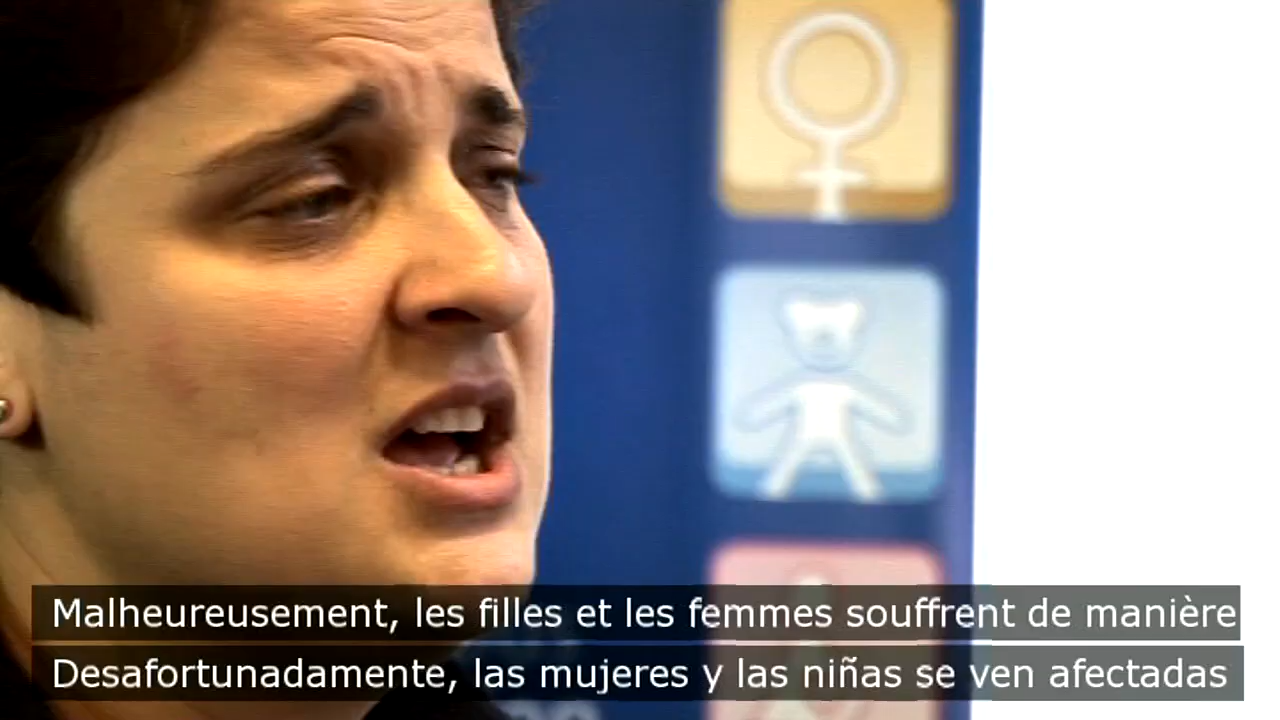 Malheureusement, les filles et les femmes souffrent de manière
Desafortunadamente, las mujeres y las niñas se ven afectadas